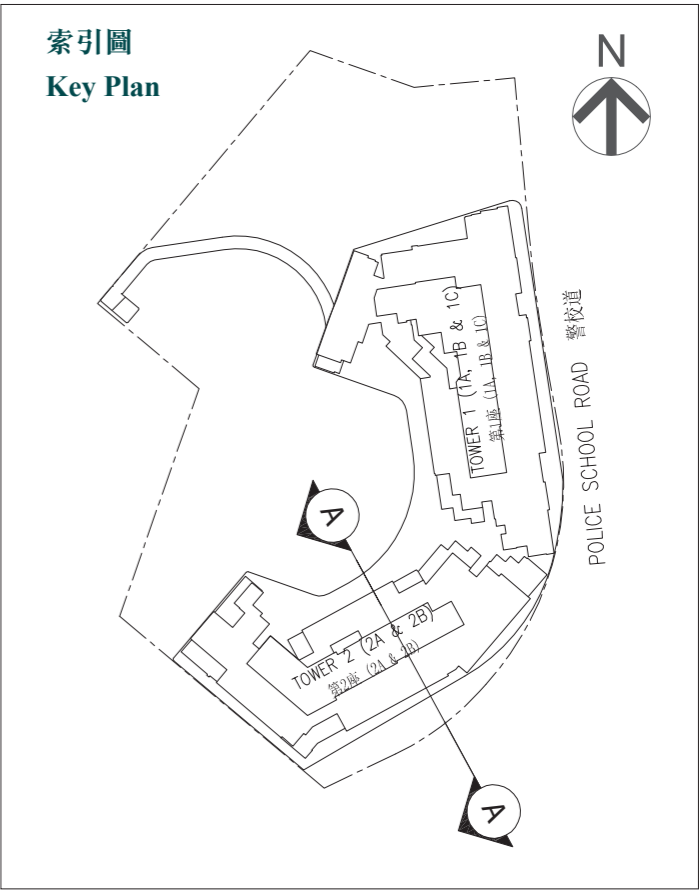 索引圖
Key Plan
N
TOWER 1 (1A, 1B & 1C)
第1座 (1A, 1B & 1C)
POLICE SCHOOL ROAD 警校道
A
TOWER 2 (2A & 2B)
第2座 (2A & 2B)
A